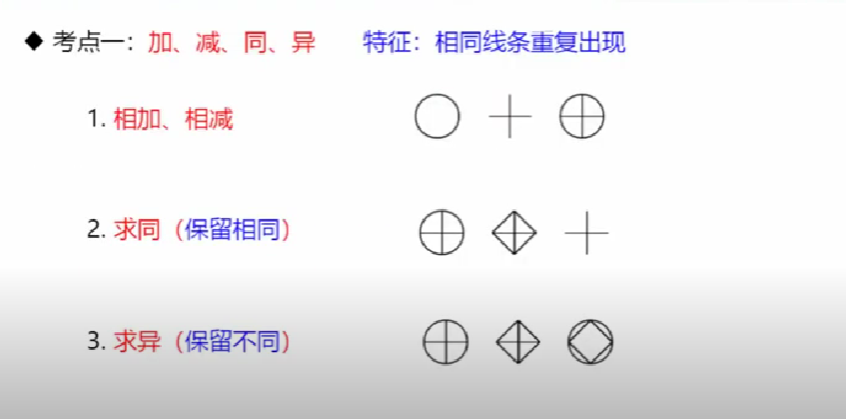 ◆ 考点一：加、减、同、异 特征：相同线条重复出现
1. 相加、相减
2. 求同（保留相同）
3. 求异（保留不同）